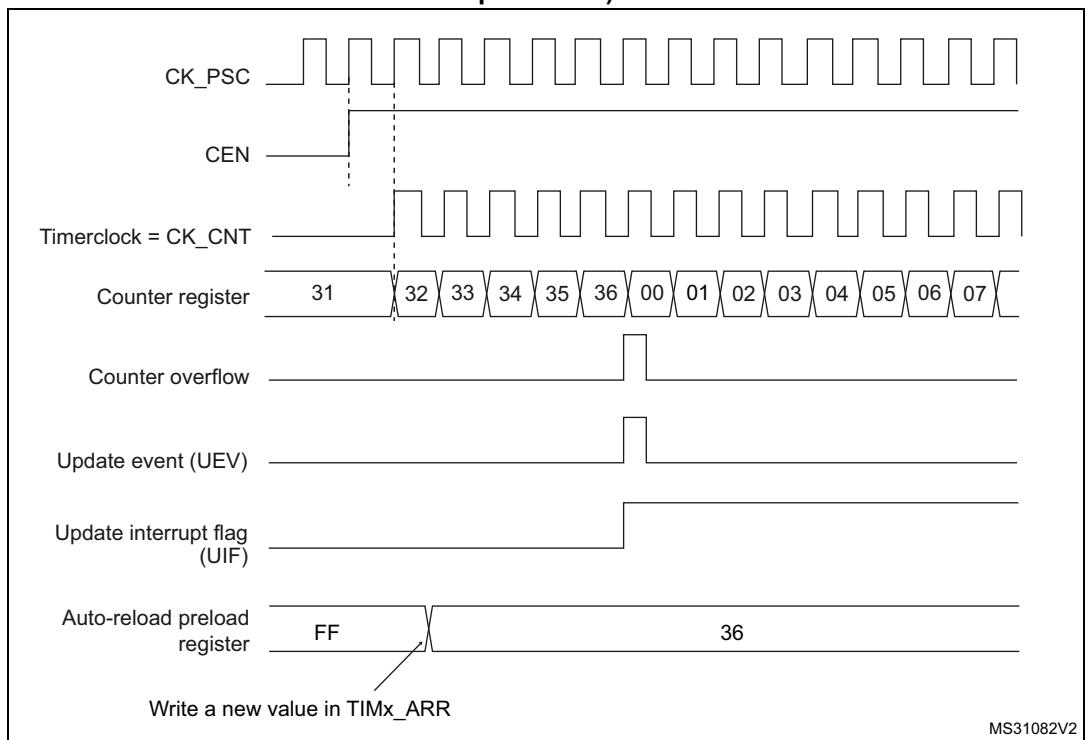 CK_PSC
CEN
Timerclock = CK_CNT
Counter register 31 32 33 34 35 36 00 01 02 03 04 05 06 07
Counter overflow
Update event (UEV)
Update interrupt flag
(UIF)
Auto-reload preload
register FF 36
Write a new value in TIMx_ARR
MS31082V2